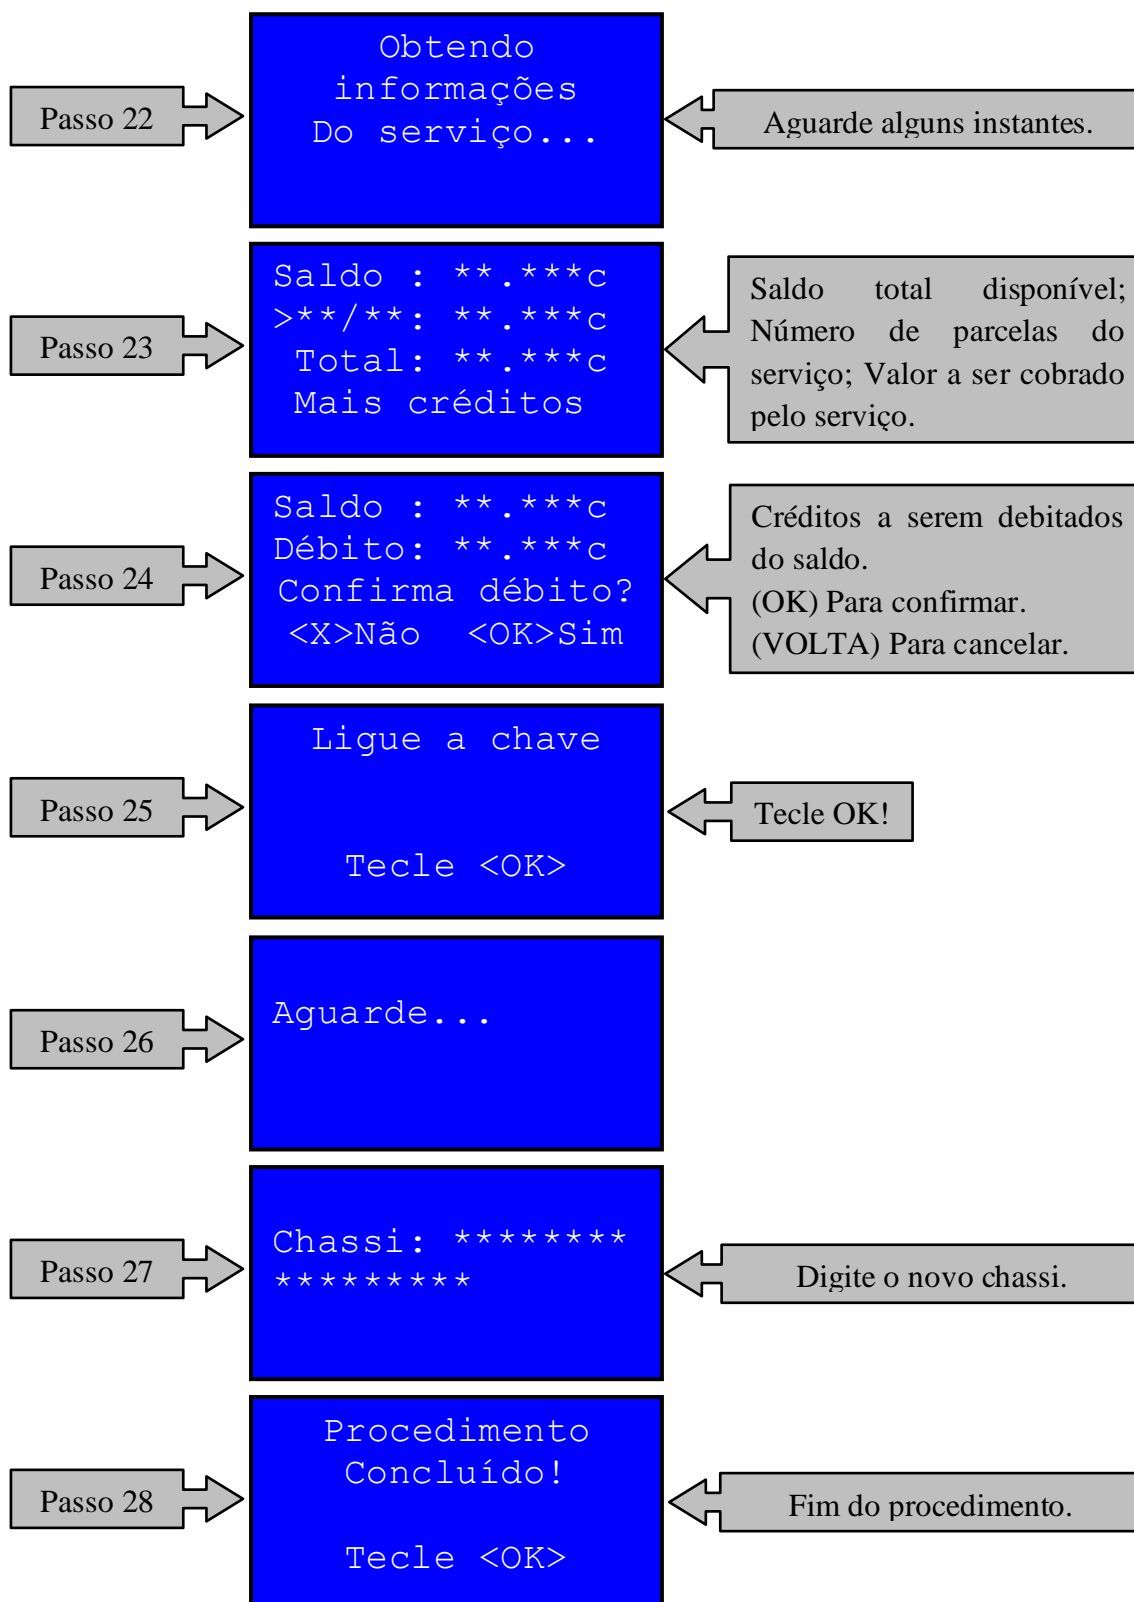 Passo 22
Obtendo
informações
Do serviço...
Aguarde alguns instantes.
Passo 23
Saldo : **.***c
>**/**: **.***c
Total: **.***c
Mais créditos
Saldo total disponível;
Número de parcelas do
serviço; Valor a ser cobrado
pelo serviço.
Passo 24
Saldo : **.***c
Débito: **.***c
Confirma débito?
<X>Não <OK>Sim
Créditos a serem debitados
do saldo.
(OK) Para confirmar.
(VOLTA) Para cancelar.
Passo 25
Ligue a chave
Tecle <OK>
Tecle OK!
Passo 26
Aguarde...
Passo 27
Chassi: ********
*********
Digite o novo chassi.
Passo 28
Procedimento
Concluído!
Tecle <OK>
Fim do procedimento.